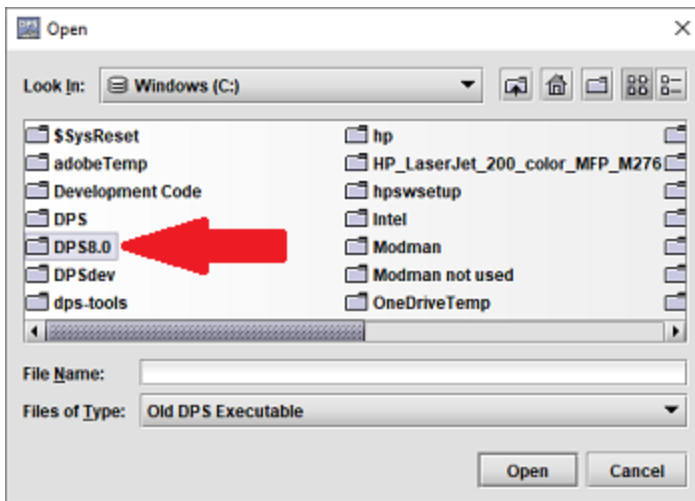 Open
Look In: Windows (C:)
$SysReset
adobeTemp
Development Code
DPS
DPS8.0
DPSdev
dps-tools
hp
HP_LaserJet_200_color_MFP_M276
hpswsetup
Intel
Modman
Modman not used
OneDriveTemp
File Name:
Files of Type: Old DPS Executable
Open Cancel